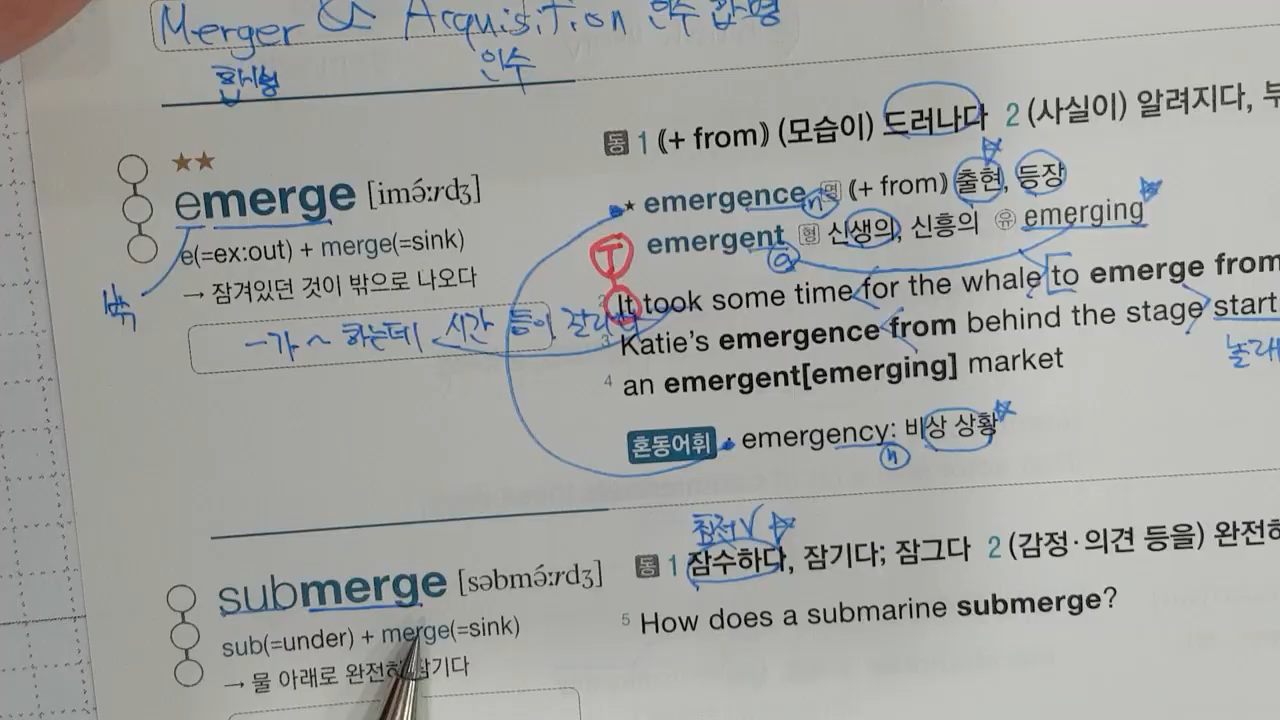 Merger & Acquisition 인수 합병
합병 인수
동 1 (+ from) (모습이) 드러나다 2 (사실이) 알려지다,
★★
emerge [imə́ːrdʒ]
e(=ex:out) + merge(=sink)
→ 잠겨있던 것이 밖으로 나오다
밖
-가 ~ 하는데 시간 등이 걸리다
★ emergence 명 n (+ from) 출현, 등장
emergent 형 a 신생의, 신흥의 유 emerging
T
2 It took some time for the whale to emerge from
3 Katie's emergence from behind the stage start
놀래
4 an emergent[emerging] market
혼동어휘 emergency: 비상 상황
n
submerge [səbmə́ːrdʒ]
sub(=under) + merge(=sink)
→ 물 아래로 완전히 잠기다
동 1 잠수하다, 잠기다; 잠그다 2 (감정·의견 등을)
5 How does a submarine submerge?